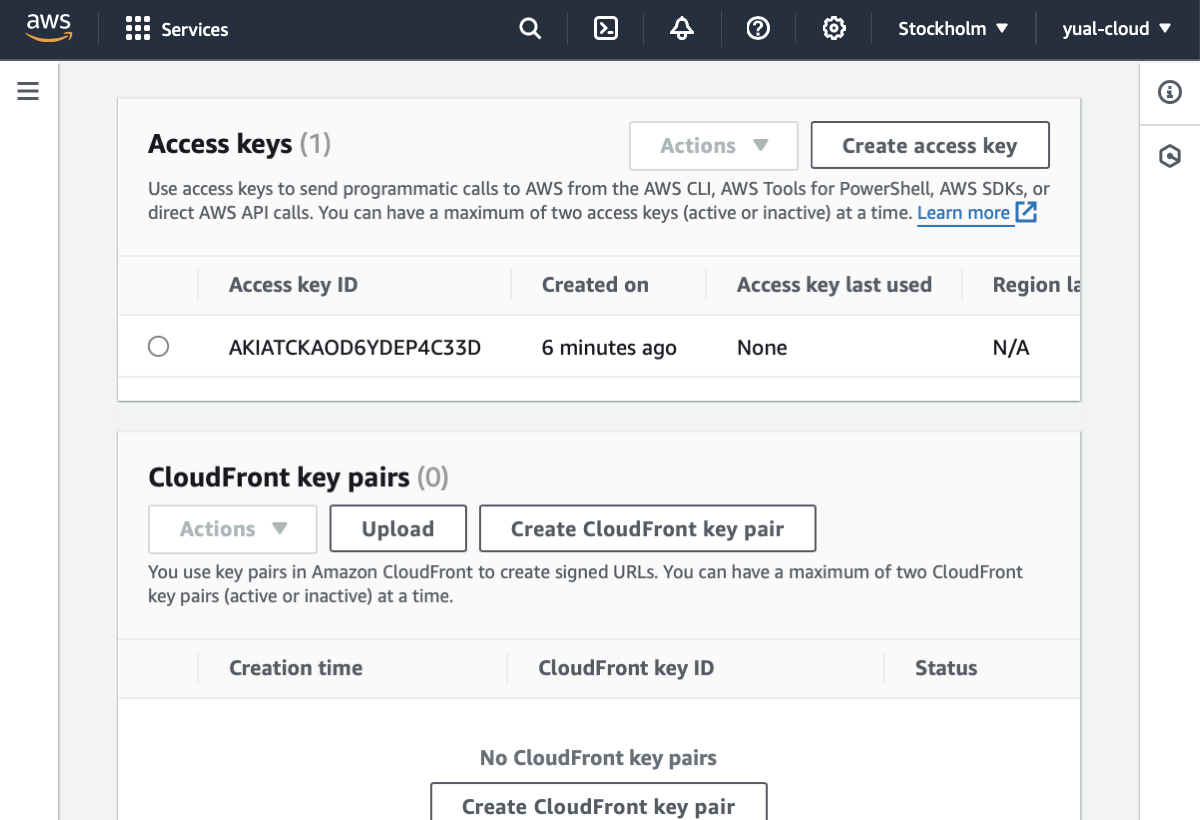 aws Services Stockholm ▼ yual-cloud ▼
Access keys (1)
Actions ▼ Create access key
Use access keys to send programmatic calls to AWS from the AWS CLI, AWS Tools for PowerShell, AWS SDKs, or
direct AWS API calls. You can have a maximum of two access keys (active or inactive) at a time. Learn more
Access key ID Created on Access key last used Region la
AKIATCKAOD6YDEP4C33D 6 minutes ago None N/A
CloudFront key pairs (0)
Actions ▼ Upload Create CloudFront key pair
You use key pairs in Amazon CloudFront to create signed URLs. You can have a maximum of two CloudFront
key pairs (active or inactive) at a time.
Creation time CloudFront key ID Status
No CloudFront key pairs
Create CloudFront key pair